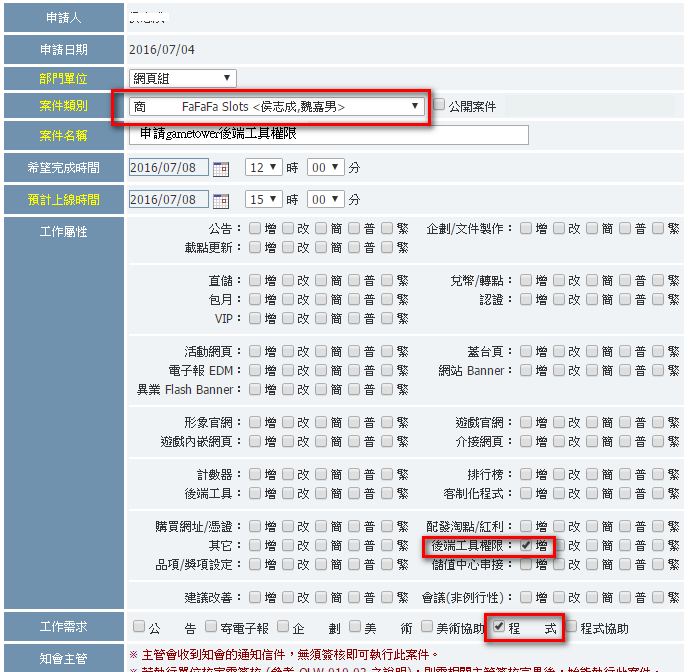 申請人
申請日期 2016/07/04
部門單位 網頁組
案件類別 商 FaFaFa Slots <侯志成,魏嘉男> 公開案件
案件名稱 申請gametower後端工具權限
希望完成時間 2016/07/08 12 時 00 分
預計上線時間 2016/07/08 15 時 00 分
工作屬性 公告： 增 改 簡 普 繁 企劃/文件製作： 增 改 簡 普 繁
載點更新： 增 改 簡 普 繁
直儲： 增 改 簡 普 繁 兌幣/轉點： 增 改 簡 普 繁
包月： 增 改 簡 普 繁 認證： 增 改 簡 普 繁
VIP： 增 改 簡 普 繁
活動網頁： 增 改 簡 普 繁 蓋台頁： 增 改 簡 普 繁
電子報 EDM： 增 改 簡 普 繁 網站 Banner： 增 改 簡 普 繁
異業 Flash Banner： 增 改 簡 普 繁
形象官網： 增 改 簡 普 繁 遊戲官網： 增 改 簡 普 繁
遊戲內嵌網頁： 增 改 簡 普 繁 介接網頁： 增 改 簡 普 繁
計數器： 增 改 簡 普 繁 排行榜： 增 改 簡 普 繁
後端工具： 增 改 簡 普 繁 客制化程式： 增 改 簡 普 繁
購買網址/憑證： 增 改 簡 普 繁 配發淘點/紅利： 增 改 簡 普 繁
其它： 增 改 簡 普 繁 後端工具權限： 增 改 簡 普 繁
品項/獎項設定： 增 改 簡 普 繁 儲值中心串接： 增 改 簡 普 繁
建議改善： 增 改 簡 普 繁 會議(非例行性)： 增 改 簡 普 繁
工作需求 公 告 寄電子報 企 劃 美 術 美術協助 程 式 程式協助
知會主管 ※ 主管會收到知會的通知信件，無須簽核即可執行此案件。